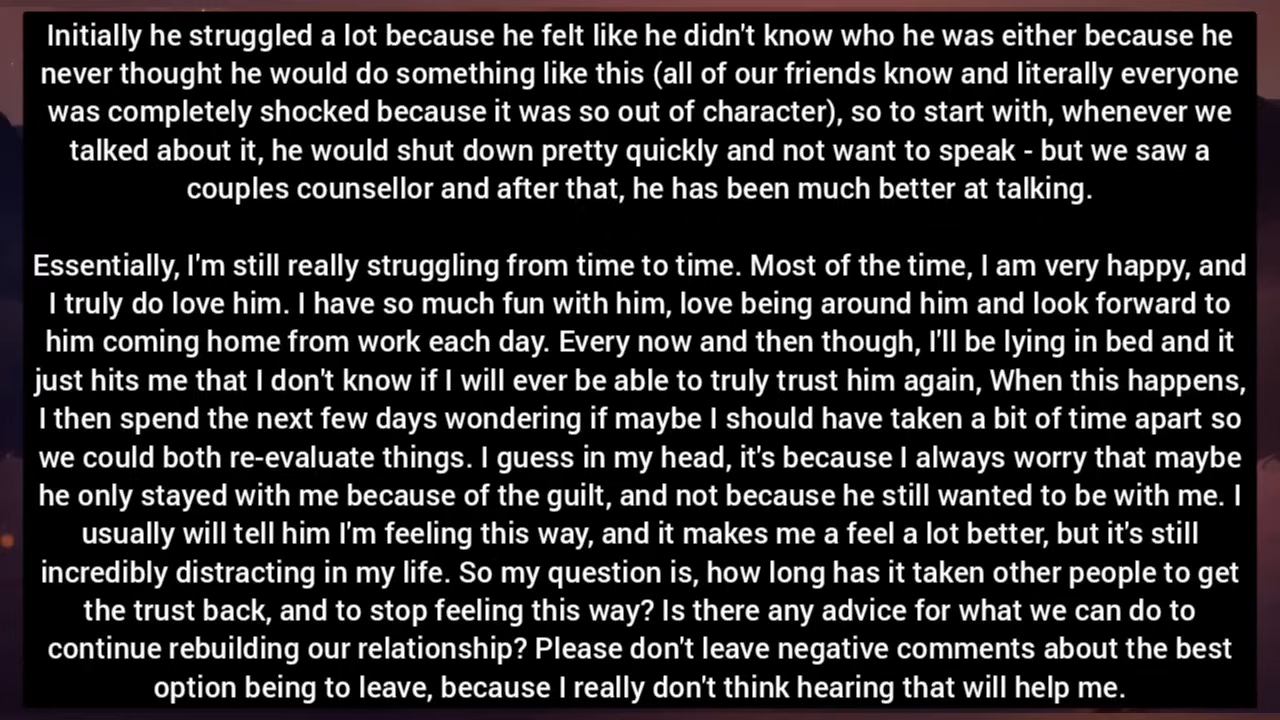 Initially he struggled a lot because he felt like he didn't know who he was either because he
never thought he would do something like this (all of our friends know and literally everyone
was completely shocked because it was so out of character), so to start with, whenever we
talked about it, he would shut down pretty quickly and not want to speak - but we saw a
couples counsellor and after that, he has been much better at talking.
Essentially, I'm still really struggling from time to time. Most of the time, I am very happy, and
I truly do love him. I have so much fun with him, love being around him and look forward to
him coming home from work each day. Every now and then though, I'll be lying in bed and it
just hits me that I don't know if I will ever be able to truly trust him again, When this happens,
I then spend the next few days wondering if maybe I should have taken a bit of time apart so
we could both re-evaluate things. I guess in my head, it's because I always worry that maybe
he only stayed with me because of the guilt, and not because he still wanted to be with me. I
usually will tell him I'm feeling this way, and it makes me a feel a lot better, but it's still
incredibly distracting in my life. So my question is, how long has it taken other people to get
the trust back, and to stop feeling this way? Is there any advice for what we can do to
continue rebuilding our relationship? Please don't leave negative comments about the best
option being to leave, because I really don't think hearing that will help me.